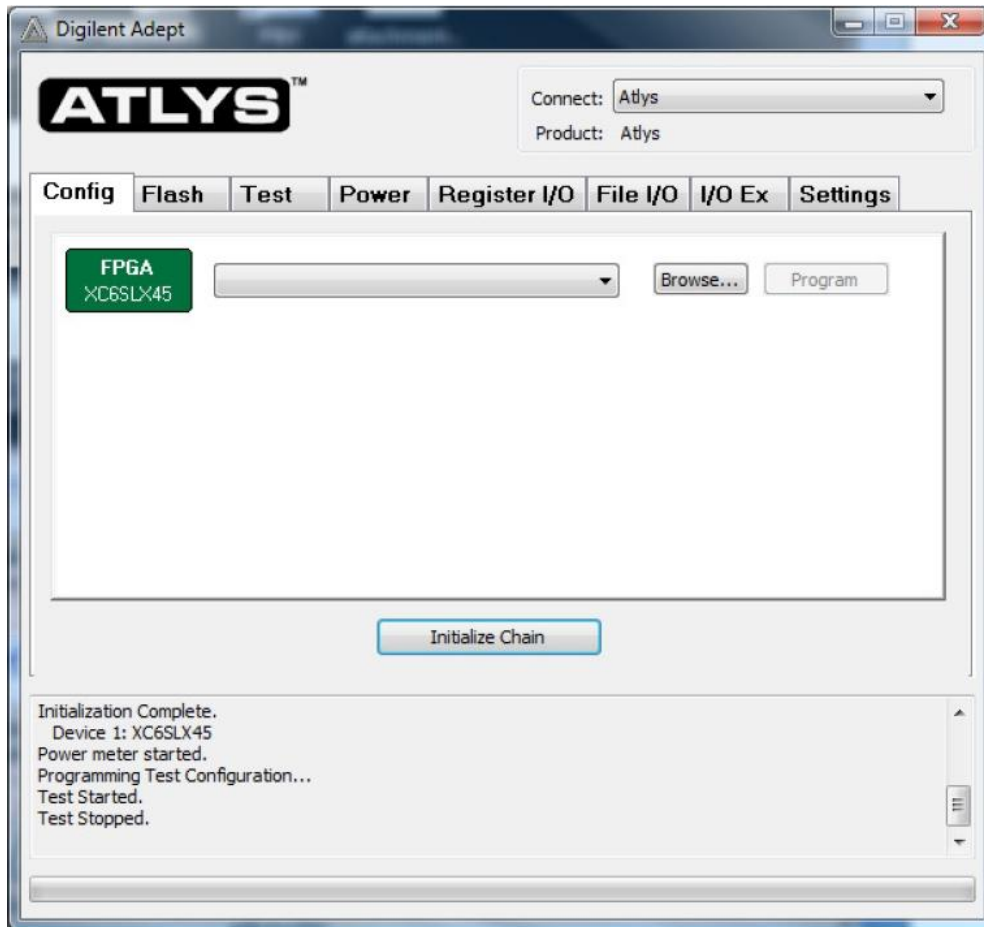 Digilent Adept
ATLYS™
Connect: Atlys
Product: Atlys
Config Flash Test Power Register I/O File I/O I/O Ex Settings
FPGA
XC6SLX45
Browse... Program
Initialize Chain
Initialization Complete.
Device 1: XC6SLX45
Power meter started.
Programming Test Configuration...
Test Started.
Test Stopped.